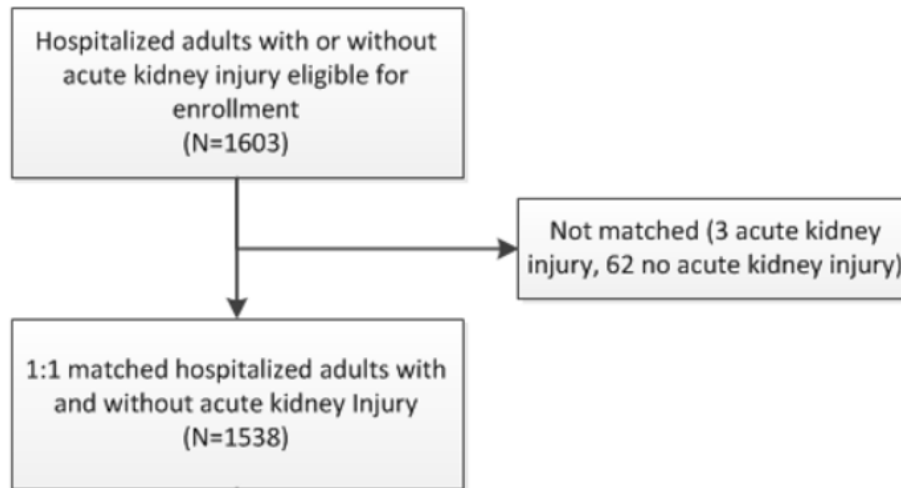 Hospitalized adults with or without
acute kidney injury eligible for
enrollment
(N=1603)
Not matched (3 acute kidney
injury, 62 no acute kidney injury)
1:1 matched hospitalized adults with
and without acute kidney Injury
(N=1538)